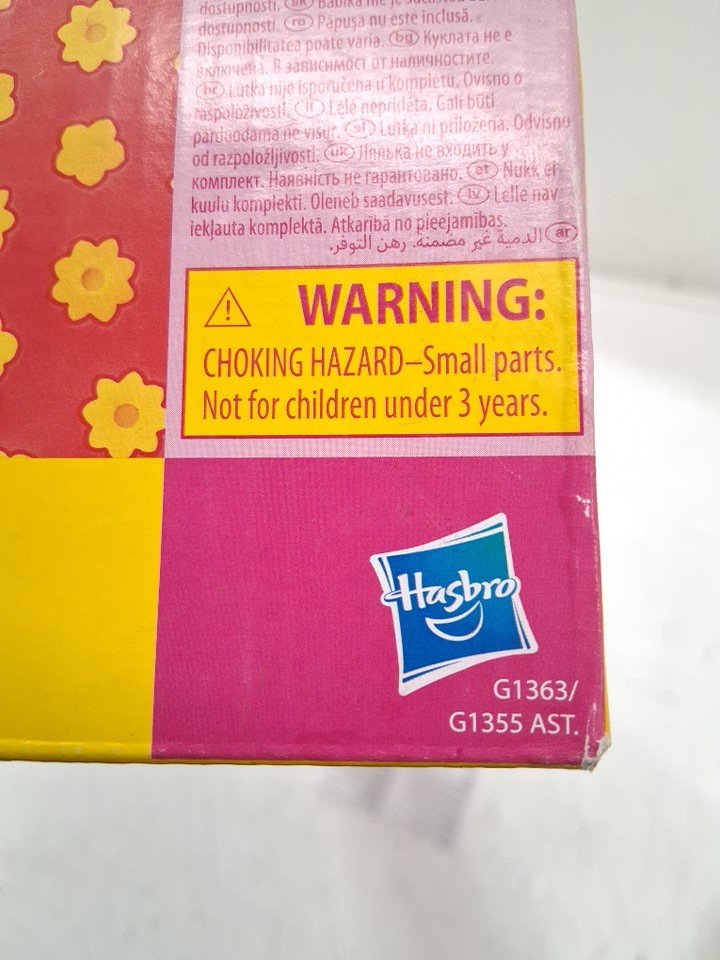 dostupnosti. (sk) Bábika nie je súčasťou
dostupnosti. (ro) Păpuşa nu este inclusă.
Disponibilitatea poate varia. (bg) Куклата не е
включена. В зависимост от наличностите.
(hr) Lutka nije isporučena u kompletu. Ovisno o
raspoloživosti. (lt) Lėlė nepridėta. Gali būti
parduodama ne visur. (sl) Lutka ni priložena. Odvisno
od razpoložljivosti. (uk) Лялька не входить у
комплект. Наявність не гарантовано. (et) Nukk ei
kuulu komplekti. Oleneb saadavusest. (lv) Lelle nav
iekļauta komplektā. Atkarībā no pieejamības.
(ar) الدمية غير مضمنة. رهن التوفر.
WARNING:
CHOKING HAZARD–Small parts.
Not for children under 3 years.
Hasbro
G1363/
G1355 AST.